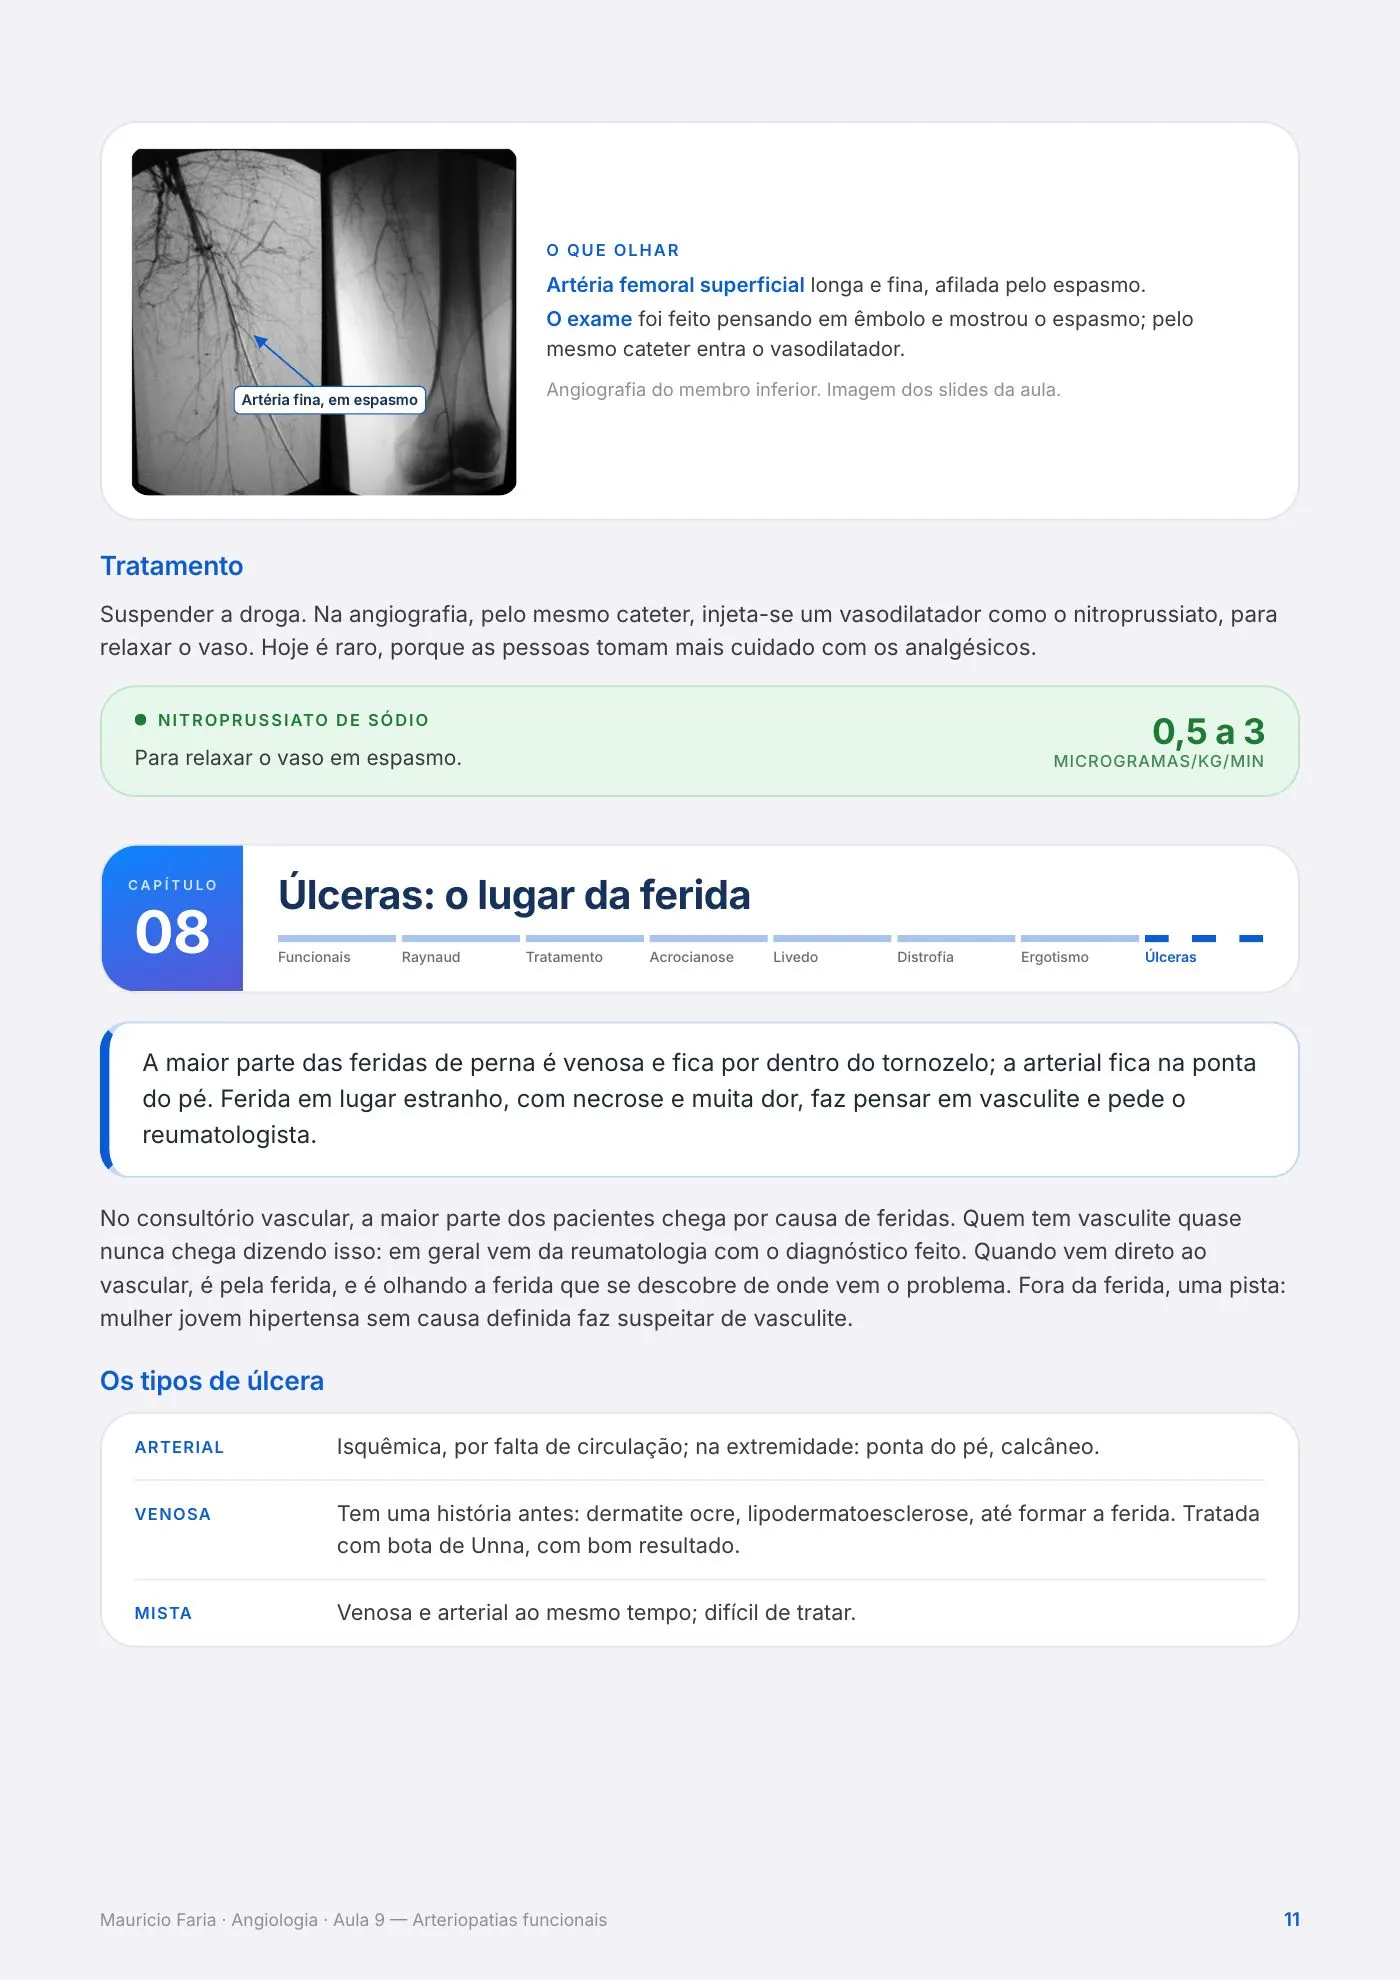 Artéria fina, em espasmo
O QUE OLHAR
Artéria femoral superficial longa e fina, afilada pelo espasmo.
O exame foi feito pensando em êmbolo e mostrou o espasmo; pelo
mesmo cateter entra o vasodilatador.
Angiografia do membro inferior. Imagem dos slides da aula.
Tratamento
Suspender a droga. Na angiografia, pelo mesmo cateter, injeta-se um vasodilatador como o nitroprussiato, para
relaxar o vaso. Hoje é raro, porque as pessoas tomam mais cuidado com os analgésicos.
NITROPRUSSIATO DE SÓDIO
Para relaxar o vaso em espasmo.
0,5 a 3
MICROGRAMAS/KG/MIN
CAPÍTULO
08
Úlceras: o lugar da ferida
Funcionais Raynaud Tratamento Acrocianose Livedo Distrofia Ergotismo Úlceras
A maior parte das feridas de perna é venosa e fica por dentro do tornozelo; a arterial fica na ponta
do pé. Ferida em lugar estranho, com necrose e muita dor, faz pensar em vasculite e pede o
reumatologista.
No consultório vascular, a maior parte dos pacientes chega por causa de feridas. Quem tem vasculite quase
nunca chega dizendo isso: em geral vem da reumatologia com o diagnóstico feito. Quando vem direto ao
vascular, é pela ferida, e é olhando a ferida que se descobre de onde vem o problema. Fora da ferida, uma pista:
mulher jovem hipertensa sem causa definida faz suspeitar de vasculite.
Os tipos de úlcera
ARTERIAL Isquêmica, por falta de circulação; na extremidade: ponta do pé, calcâneo.
VENOSA Tem uma história antes: dermatite ocre, lipodermatoesclerose, até formar a ferida. Tratada
com bota de Unna, com bom resultado.
MISTA Venosa e arterial ao mesmo tempo; difícil de tratar.
Mauricio Faria · Angiologia · Aula 9 — Arteriopatias funcionais
11